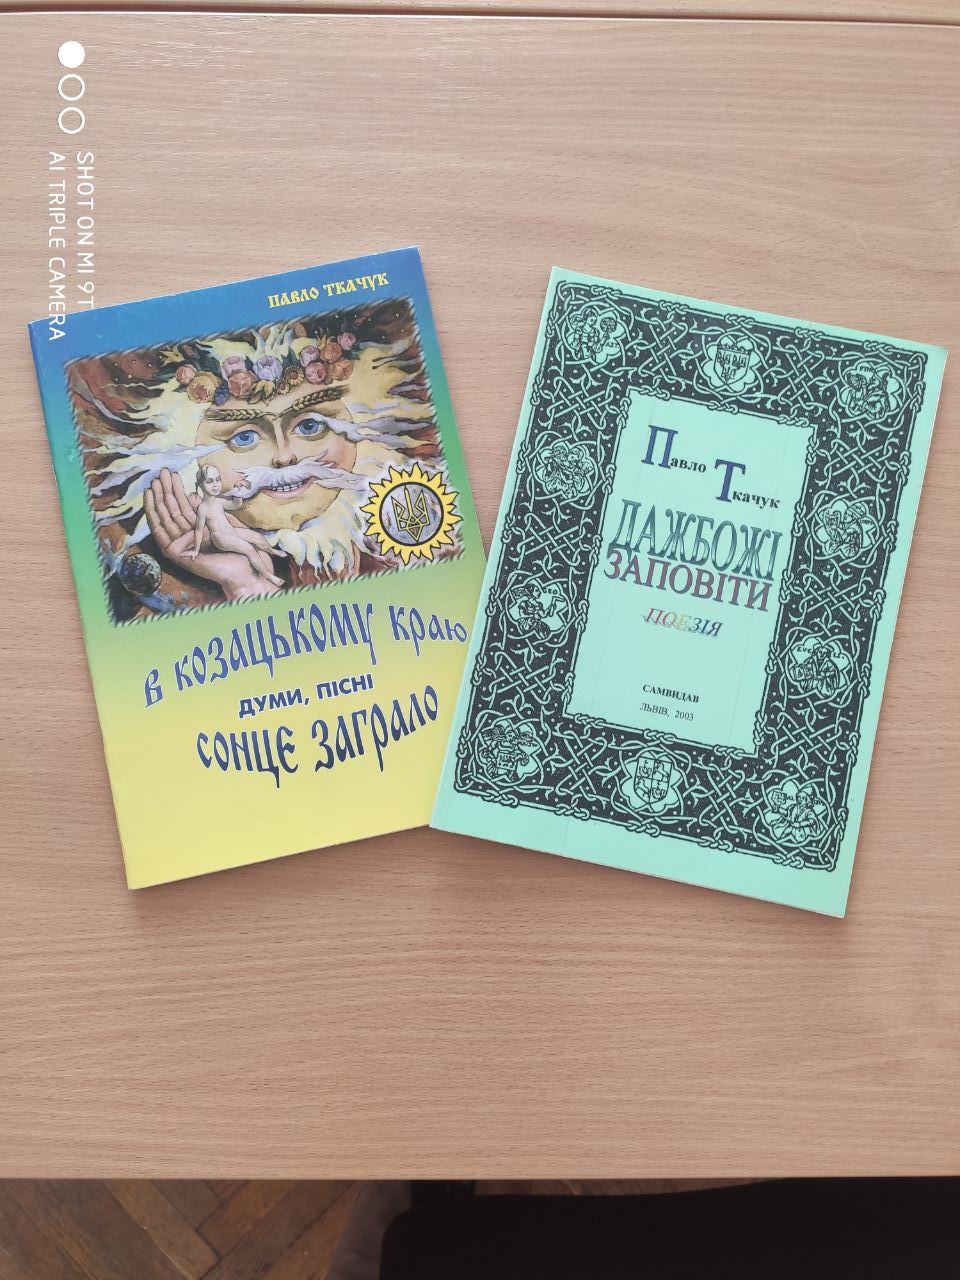 SHOT ON MI 9T
AI TRIPLE CAMERA
ПАВЛО ТКАЧУК
В КОЗАЦЬКОМУ КРАЮ
ДУМИ, ПІСНІ
СОНЦЕ ЗАГРАЛО
Павло Ткачук
ДАЖБОЖІ
ЗАПОВІТИ
ПОЕЗІЯ
САМВИДАВ
ЛЬВІВ, 2003